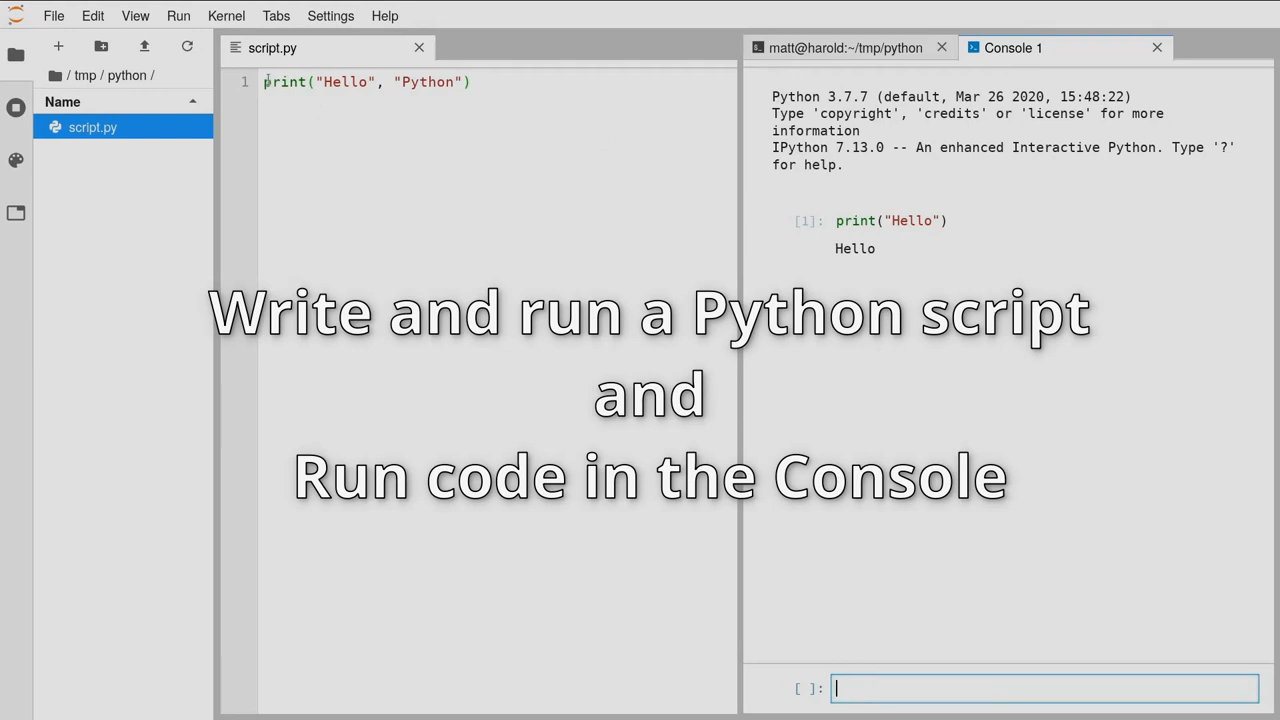 File Edit View Run Kernel Tabs Settings Help
/ tmp / python /
Name
script.py
script.py
1 print("Hello", "Python")
matt@harold:~/tmp/python
Console 1
Python 3.7.7 (default, Mar 26 2020, 15:48:22)
Type 'copyright', 'credits' or 'license' for more
information
IPython 7.13.0 -- An enhanced Interactive Python. Type '?'
for help.
[1]: print("Hello")
Hello
Write and run a Python script
and
Run code in the Console
[ ]: